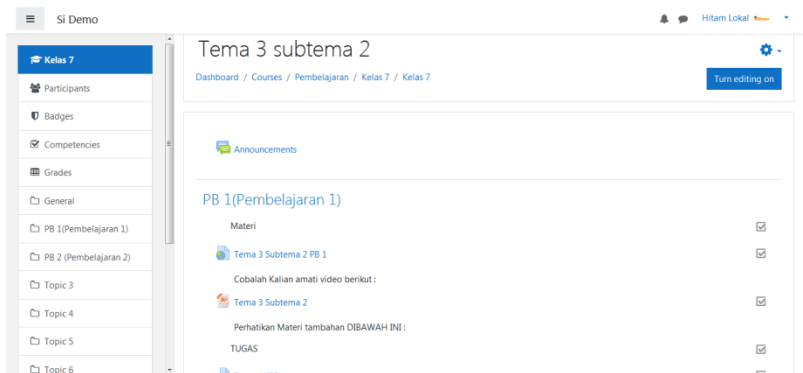 Si Demo
Hitam Lokal
Kelas 7
Participants
Badges
Competencies
Grades
General
PB 1(Pembelajaran 1)
PB 2 (Pembelajaran 2)
Topic 3
Topic 4
Topic 5
Topic 6
Tema 3 subtema 2
Dashboard / Courses / Pembelajaran / Kelas 7 / Kelas 7
Turn editing on
Announcements
PB 1(Pembelajaran 1)
Materi
Tema 3 Subtema 2 PB 1
Cobalah Kalian amati video berikut :
Tema 3 Subtema 2
Perhatikan Materi tambahan DIBAWAH INI :
TUGAS